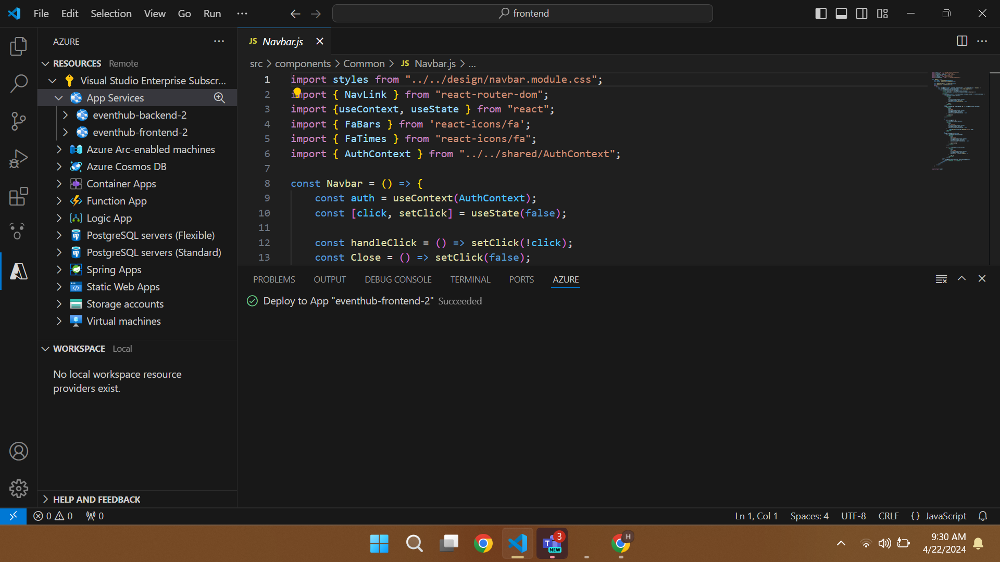 File Edit Selection View Go Run ···
frontend
AZURE
RESOURCES Remote
Visual Studio Enterprise Subscr...
App Services
eventhub-backend-2
eventhub-frontend-2
Azure Arc-enabled machines
Azure Cosmos DB
Container Apps
Function App
Logic App
PostgreSQL servers (Flexible)
PostgreSQL servers (Standard)
Spring Apps
Static Web Apps
Storage accounts
Virtual machines
WORKSPACE Local
No local workspace resource
providers exist.
HELP AND FEEDBACK
JS Navbar.js
src > components > Common > JS Navbar.js > ...
1 import styles from "../../design/navbar.module.css";
2 import { NavLink } from "react-router-dom";
3 import {useContext, useState } from "react";
4 import { FaBars } from 'react-icons/fa';
5 import { FaTimes } from "react-icons/fa";
6 import { AuthContext } from "../../shared/AuthContext";
7
8 const Navbar = () => {
9 const auth = useContext(AuthContext);
10 const [click, setClick] = useState(false);
11
12 const handleClick = () => setClick(!click);
13 const Close = () => setClick(false);
PROBLEMS OUTPUT DEBUG CONSOLE TERMINAL PORTS AZURE
Deploy to App "eventhub-frontend-2" Succeeded
0 0 0
Ln 1, Col 1 Spaces: 4 UTF-8 CRLF {} JavaScript
T NEW 3
H
9:30 AM
4/22/2024